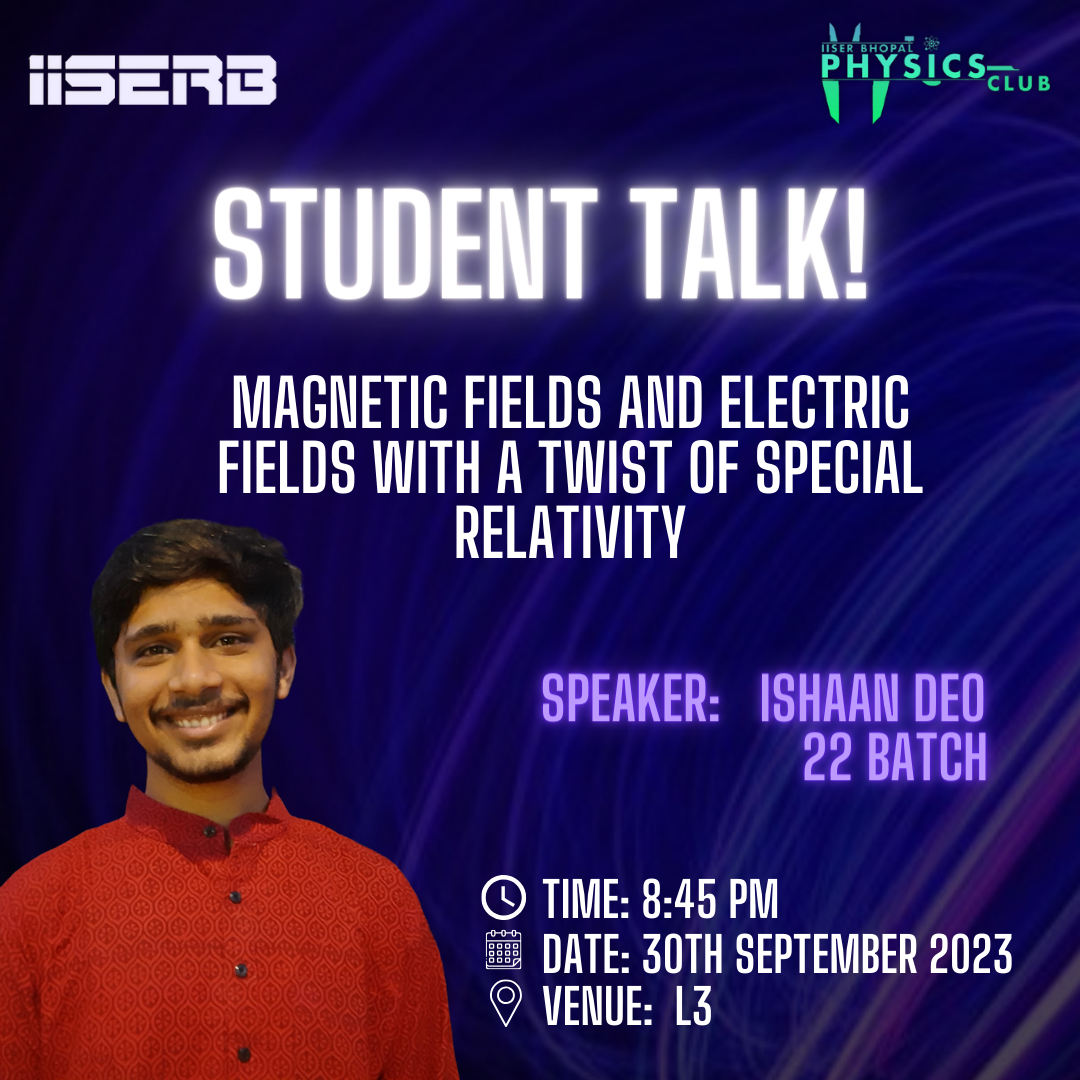 iiSERB
IISER BHOPAL
PHYSICS
CLUB
STUDENT TALK!
MAGNETIC FIELDS AND ELECTRIC
FIELDS WITH A TWIST OF SPECIAL
RELATIVITY
SPEAKER: ISHAAN DEO
22 BATCH
TIME: 8:45 PM
DATE: 30TH SEPTEMBER 2023
VENUE: L3